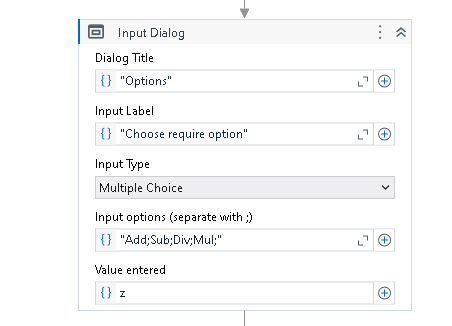 Input Dialog
Dialog Title
{} "Options"
Input Label
{} "Choose require option"
Input Type
Multiple Choice
Input options (separate with ;)
{} "Add;Sub;Div;Mul;"
Value entered
{} z